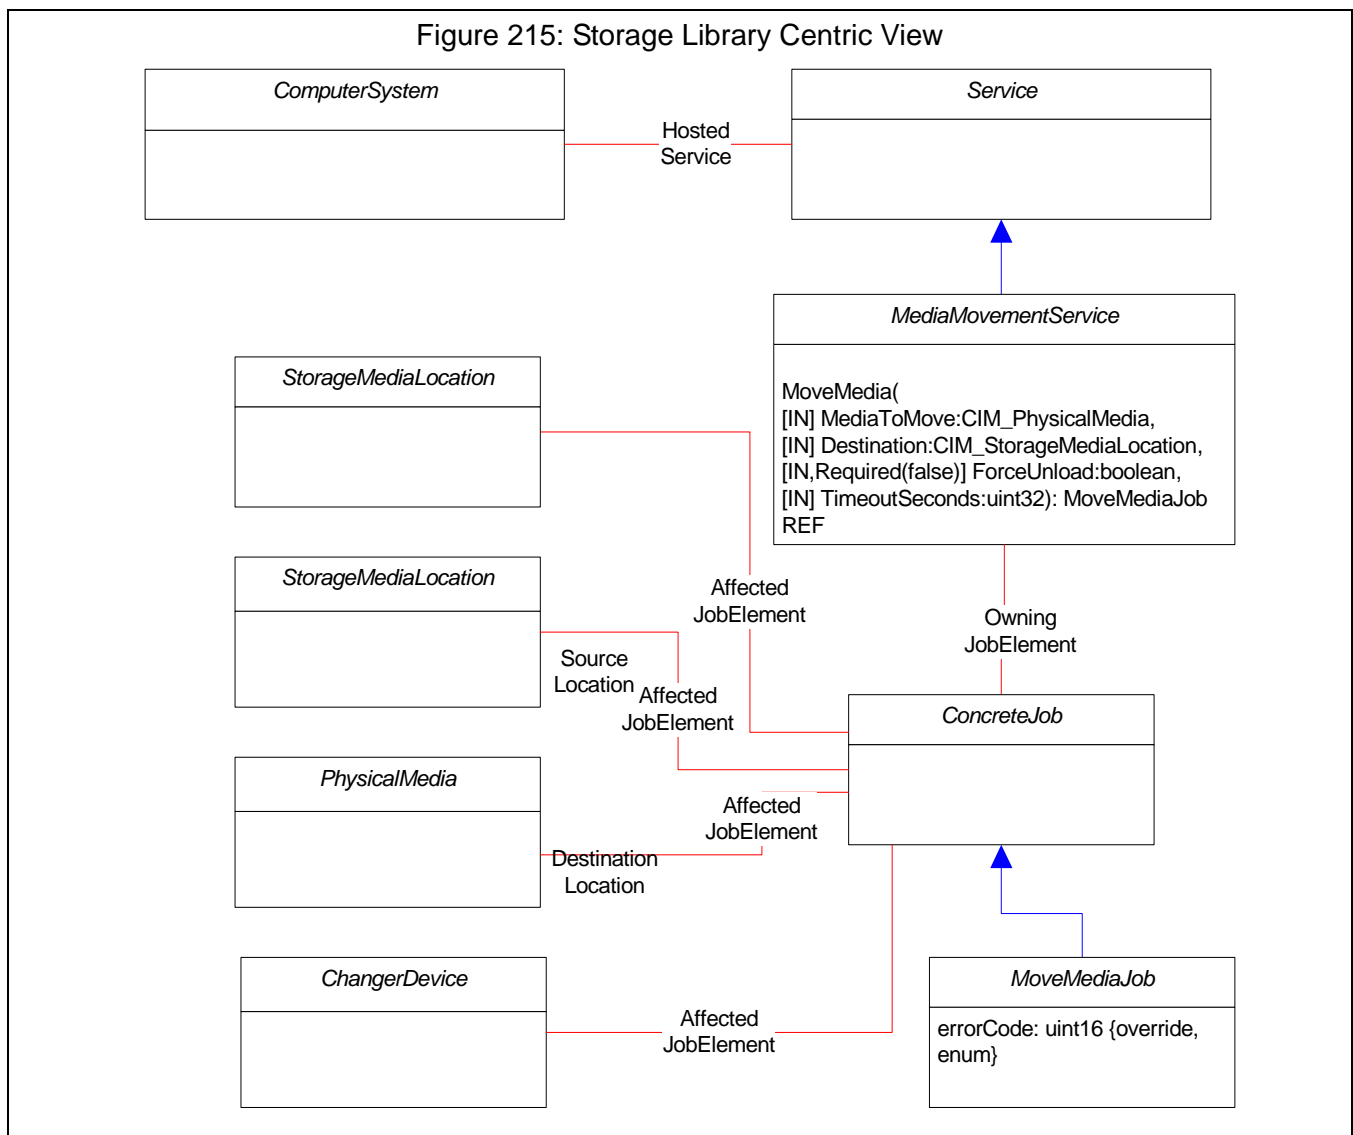 Figure 215: Storage Library Centric View
ComputerSystem
Service
Hosted
Service
MediaMovementService
MoveMedia(
[IN] MediaToMove:CIM_PhysicalMedia,
[IN] Destination:CIM_StorageMediaLocation,
[IN,Required(false)] ForceUnload:boolean,
[IN] TimeoutSeconds:uint32): MoveMediaJob
REF
StorageMediaLocation
StorageMediaLocation
Affected
JobElement
Owning
JobElement
Source
Location
Affected
JobElement
ConcreteJob
PhysicalMedia
Affected
JobElement
Destination
Location
ChangerDevice
Affected
JobElement
MoveMediaJob
errorCode: uint16 {override,
enum}